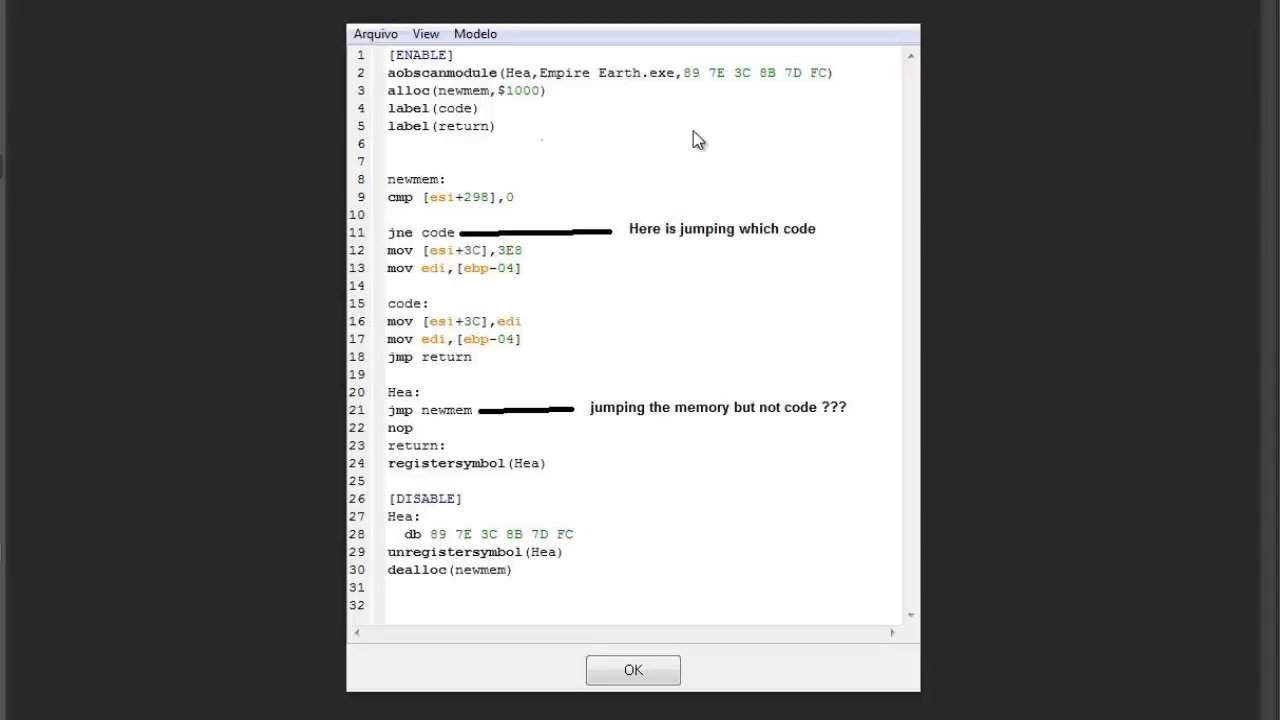 Arquivo View Modelo
1 [ENABLE]
2 aobscanmodule(Hea,Empire Earth.exe,89 7E 3C 8B 7D FC)
3 alloc(newmem,$1000)
4 label(code)
5 label(return)
6
7
8 newmem:
9 cmp [esi+298],0
10
11 jne code Here is jumping which code
12 mov [esi+3C],3E8
13 mov edi,[ebp-04]
14
15 code:
16 mov [esi+3C],edi
17 mov edi,[ebp-04]
18 jmp return
19
20 Hea:
21 jmp newmem jumping the memory but not code ???
22 nop
23 return:
24 registersymbol(Hea)
25
26 [DISABLE]
27 Hea:
28 db 89 7E 3C 8B 7D FC
29 unregistersymbol(Hea)
30 dealloc(newmem)
31
32
OK